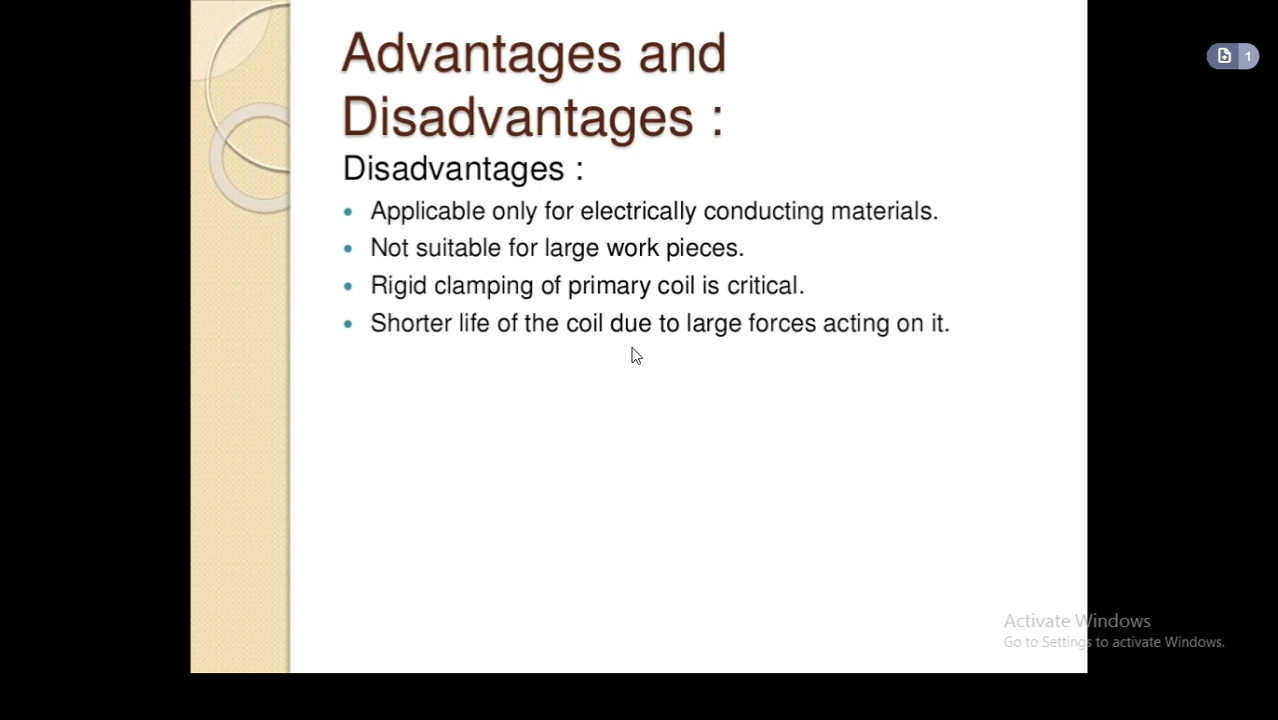 Advantages and
Disadvantages :
Disadvantages :
Applicable only for electrically conducting materials.
Not suitable for large work pieces.
Rigid clamping of primary coil is critical.
Shorter life of the coil due to large forces acting on it.
1
Activate Windows
Go to Settings to activate Windows.